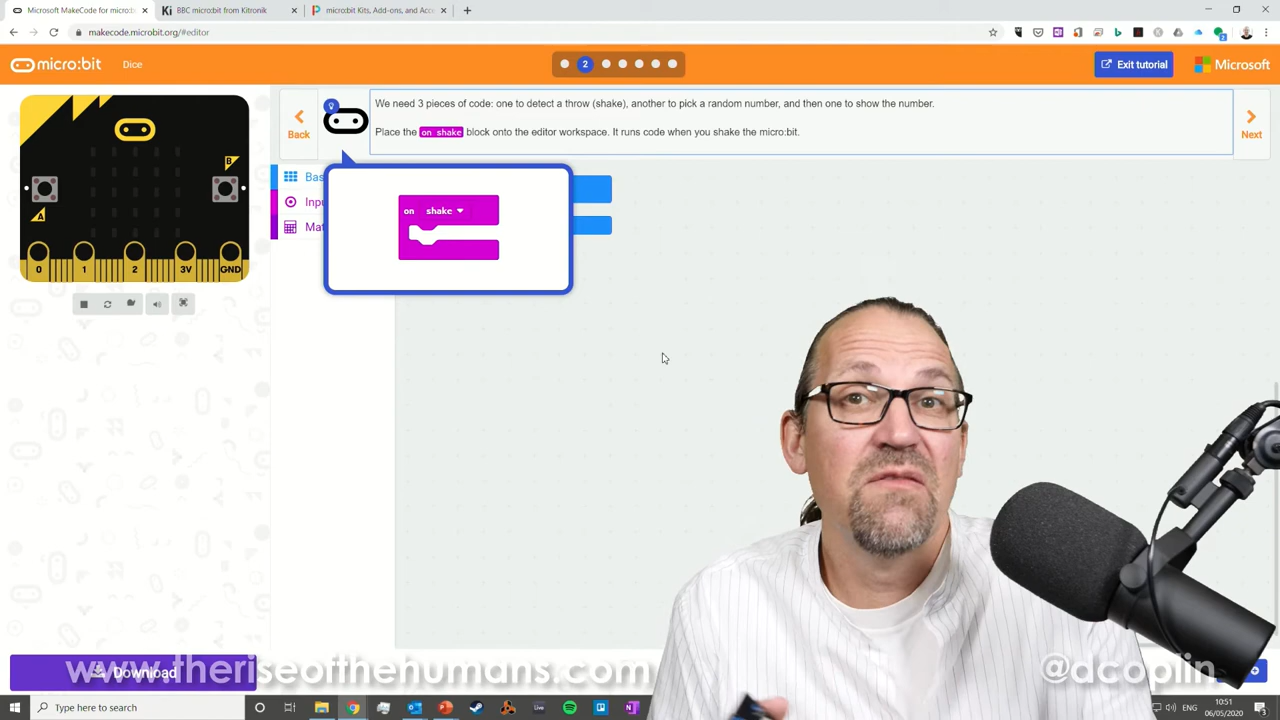 Microsoft MakeCode for micro:b
BBC micro:bit from Kitronik
micro:bit Kits, Add-ons, and Acc
makecode.microbit.org/#editor
micro:bit
Dice
2
Exit tutorial
Microsoft
Back
We need 3 pieces of code: one to detect a throw (shake), another to pick a random number, and then one to show the number.
Place the on shake block onto the editor workspace. It runs code when you shake the micro:bit.
Next
Bas
Inpu
Mat
on shake
B
A
0 1 2 3V GND
Download
www.theriseofthehumans.com
@dcoplin
Type here to search
ENG
10:51
06/05/2020
3